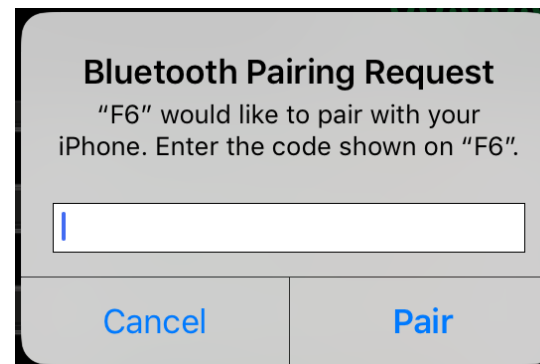 Bluetooth Pairing Request
“F6” would like to pair with your
iPhone. Enter the code shown on “F6”.
Cancel
Pair